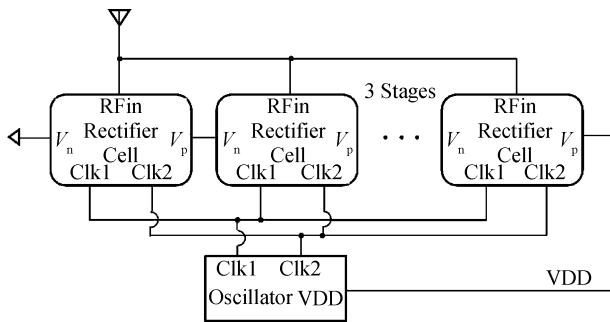 3 Stages
RFin RFin RFin
Vn Rectifier Vp Vn Rectifier Vp · · · Vn Rectifier Vp
Cell Cell Cell
Clk1 Clk2 Clk1 Clk2 Clk1 Clk2
Clk1 Clk2 VDD
Oscillator VDD